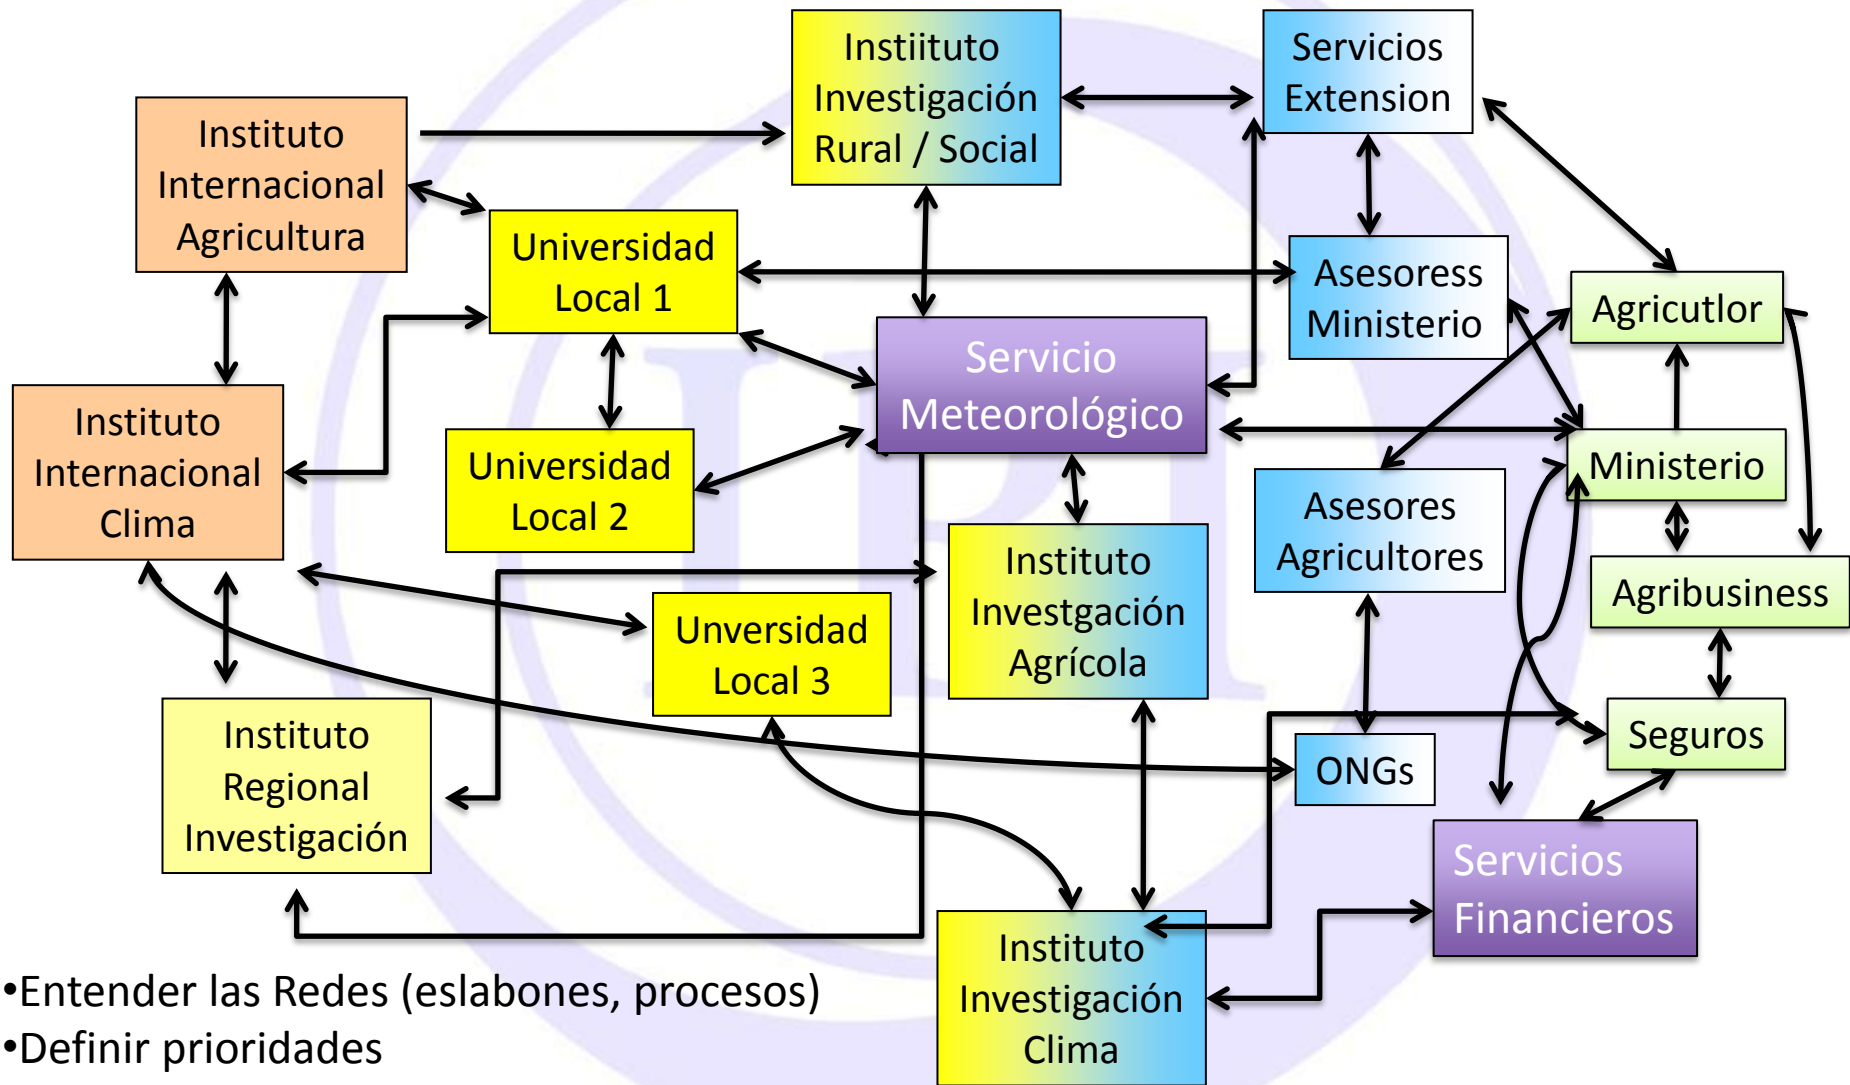 Instiituto
Investigación
Rural / Social
Servicios
Extension
Instituto
Internacional
Agricultura
Universidad
Local 1
Asesoress
Ministerio
Agricutlor
Servicio
Meteorológico
Instituto
Internacional
Clima
Universidad
Local 2
Ministerio
Asesores
Agricultores
Instituto
Investgación
Agrícola
Agribusiness
Unversidad
Local 3
Instituto
Regional
Investigación
Seguros
ONGs
Servicios
Financieros
Instituto
Investigación
Clima
•Entender las Redes (eslabones, procesos)
•Definir prioridades
IRI